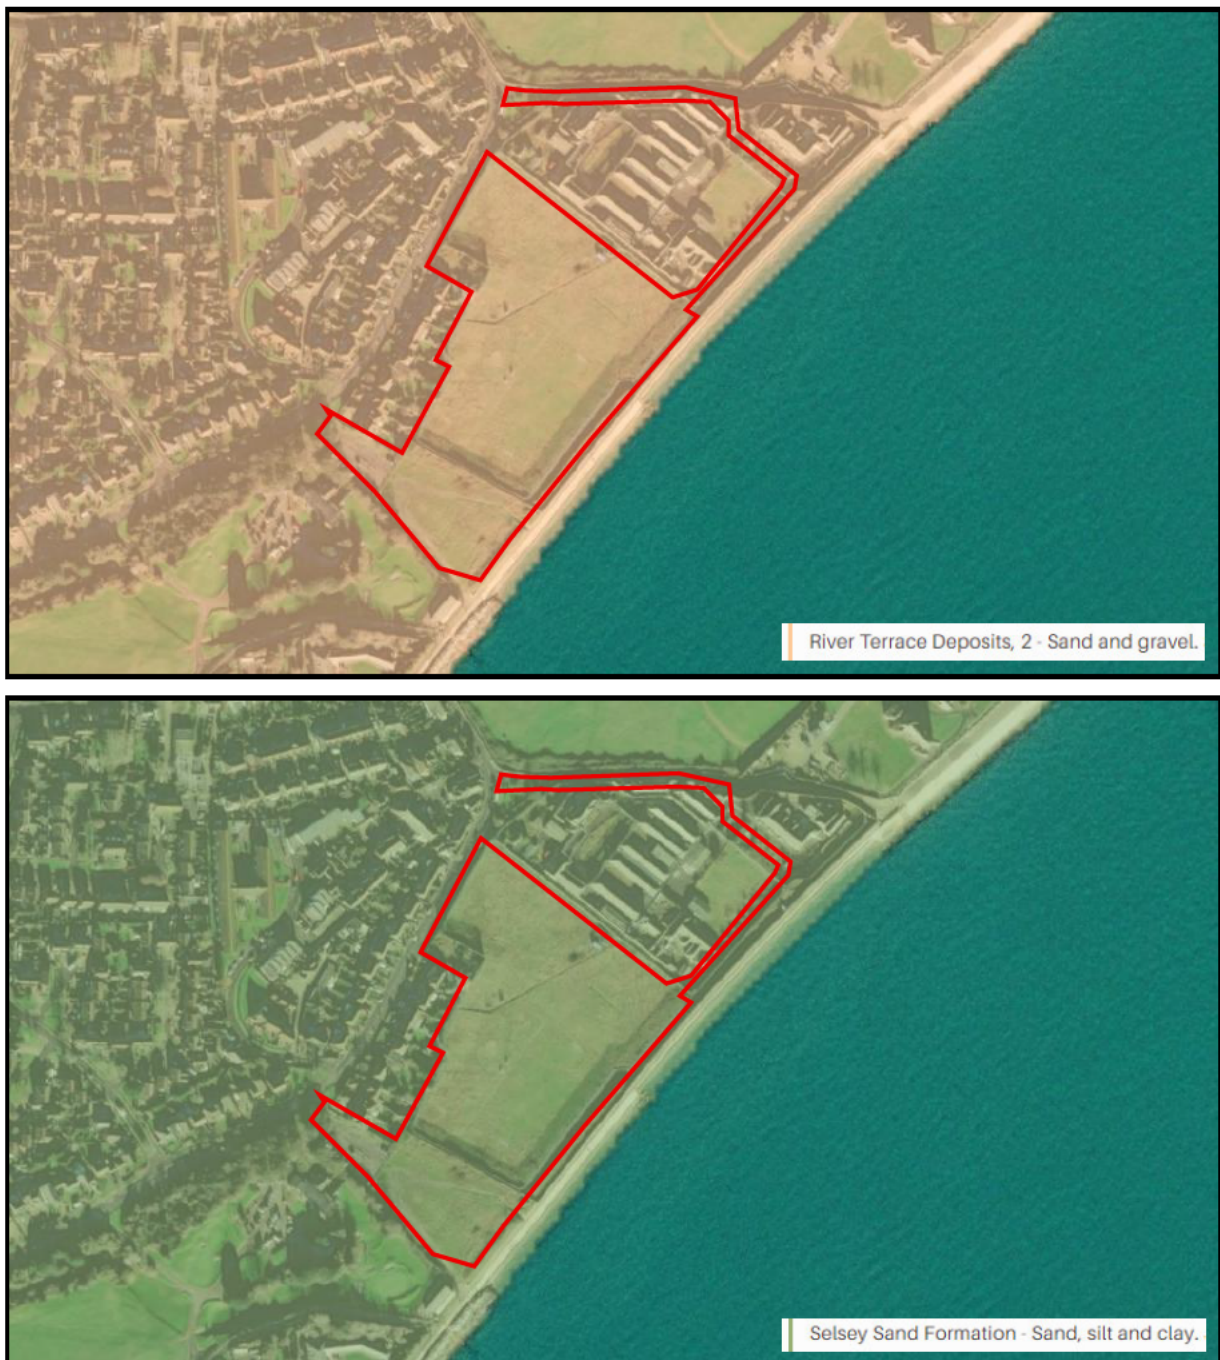 River Terrace Deposits, 2 - Sand and gravel.
Selsey Sand Formation - Sand, silt and clay.